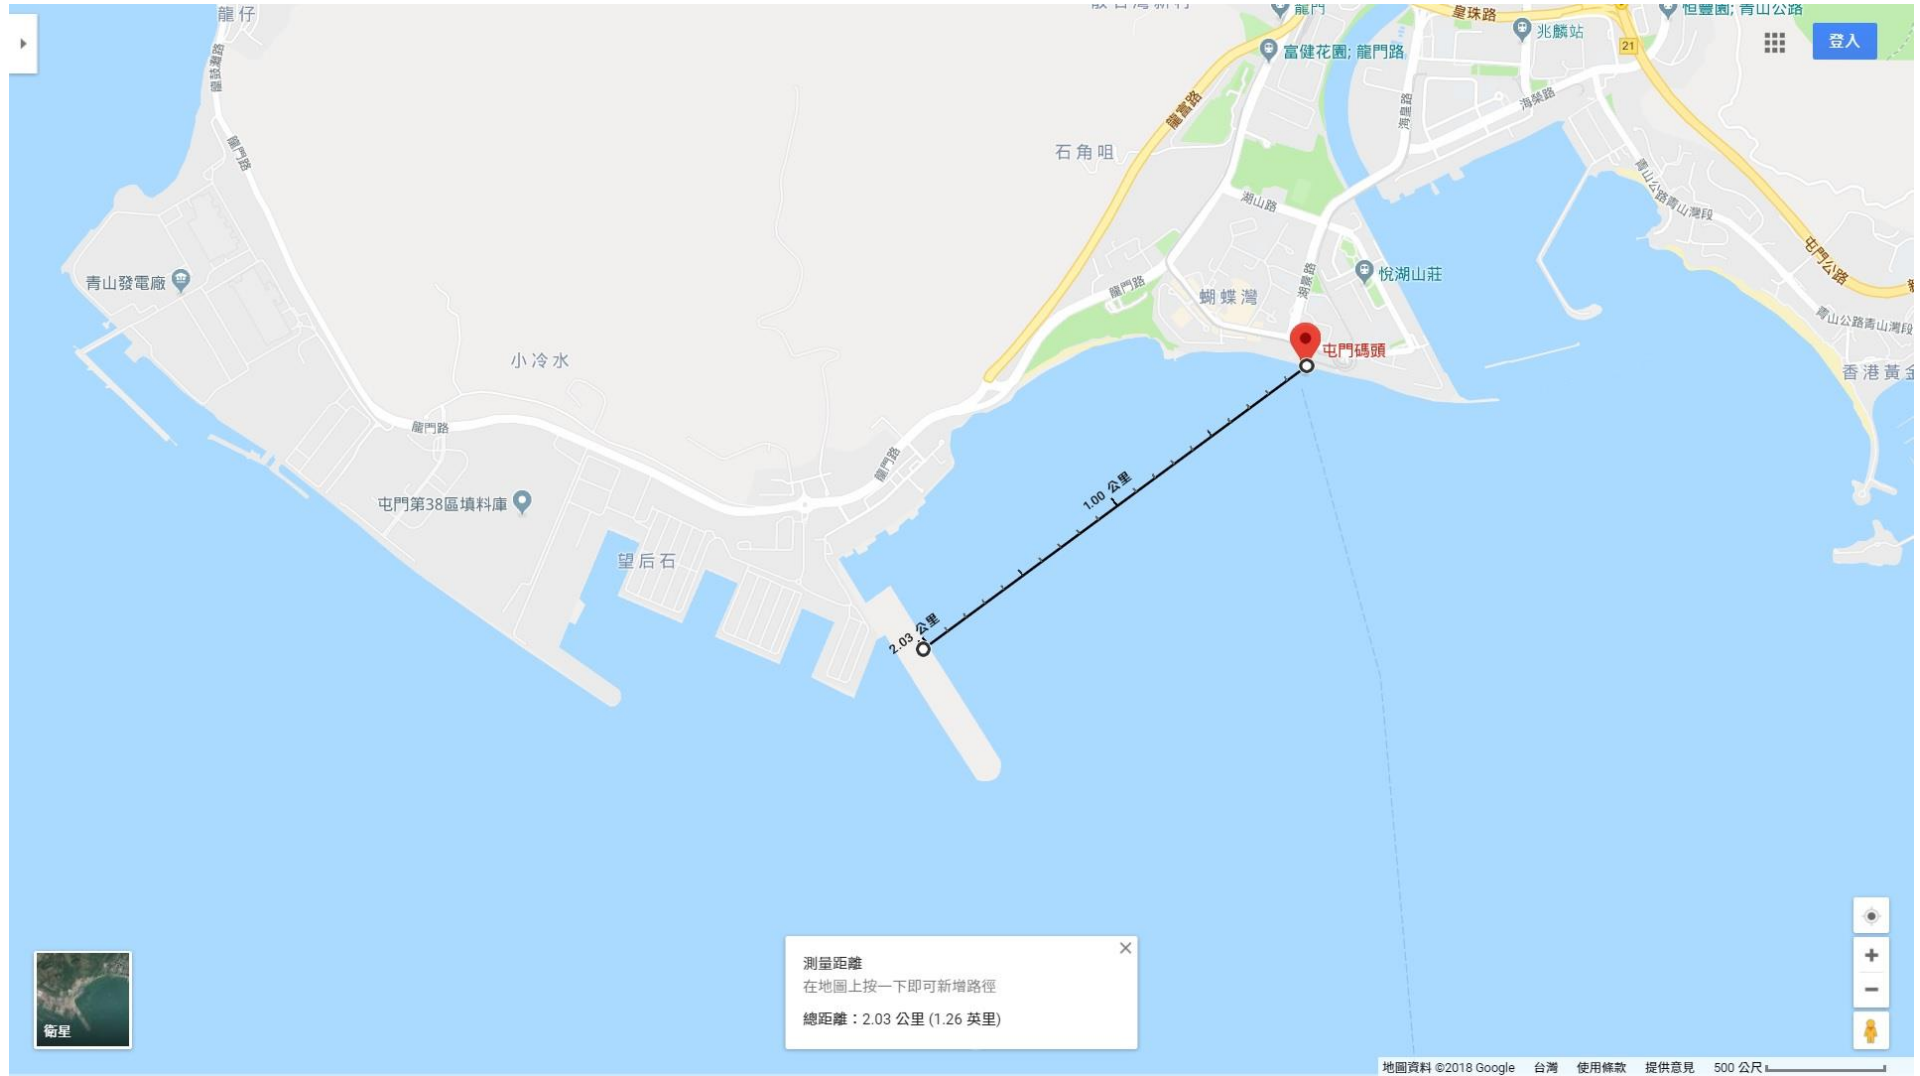 龍仔
龍門
皇珠路
恒豐園; 青山公路
兆麟站
21
登入
富健花園; 龍門路
龍鼓灘路
龍門路
龍富路
海皇路
海榮路
石角咀
青山公路青山灣段
湖山路
屯門公路
青山發電廠
龍門路
蝴蝶灣
湖景路
悅湖山莊
青山公路青山灣段
小冷水
屯門碼頭
香港黃金
龍門路
龍門路
1.00 公里
屯門第38區填料庫
望后石
2.03 公里
測量距離
在地圖上按一下即可新增路徑
總距離：2.03 公里 (1.26 英里)
衛星
地圖資料 ©2018 Google 台灣 使用條款 提供意見 500 公尺